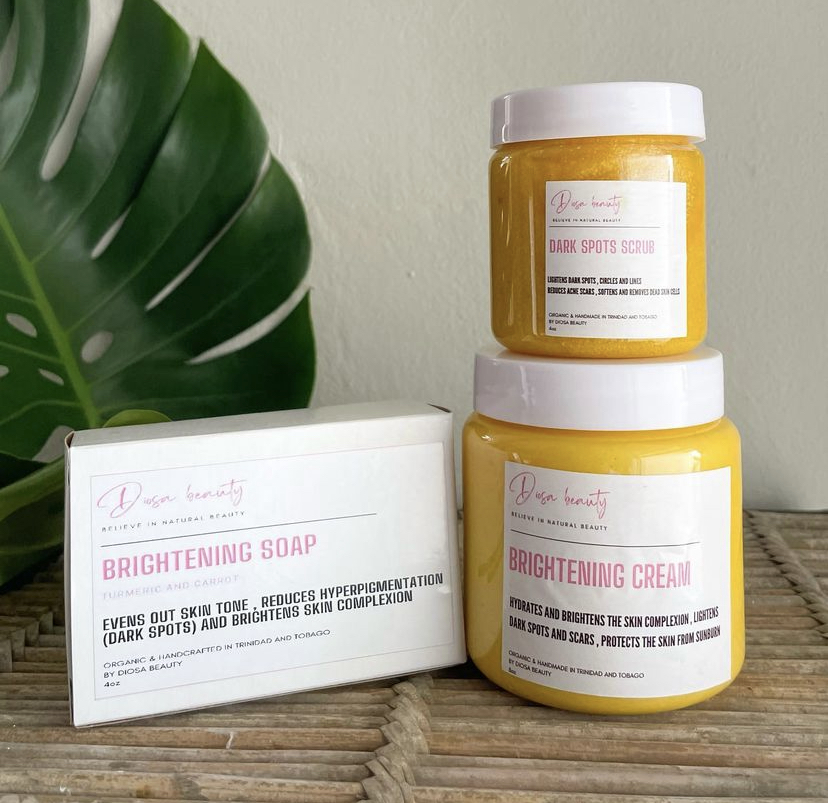 Diosa beauty
BELIEVE IN NATURAL BEAUTY
DARK SPOTS SCRUB
LIGHTENS DARK SPOTS , CIRCLES AND LINES
REDUCES ACNE SCARS , SOFTENS AND REMOVES DEAD SKIN CELLS
ORGANIC & HANDMADE IN TRINIDAD AND TOBAGO
BY DIOSA BEAUTY
4oz
Diosa beauty
BELIEVE IN NATURAL BEAUTY
BRIGHTENING SOAP
TURMERIC AND CARROT
EVENS OUT SKIN TONE , REDUCES HYPERPIGMENTATION
(DARK SPOTS) AND BRIGHTENS SKIN COMPLEXION
ORGANIC & HANDCRAFTED IN TRINIDAD AND TOBAGO
BY DIOSA BEAUTY
4oz
Diosa beauty
BELIEVE IN NATURAL BEAUTY
BRIGHTENING CREAM
HYDRATES AND BRIGHTENS THE SKIN COMPLEXION , LIGHTENS
DARK SPOTS AND SCARS , PROTECTS THE SKIN FROM SUNBURN
ORGANIC & HANDMADE IN TRINIDAD AND TOBAGO
BY DIOSA BEAUTY